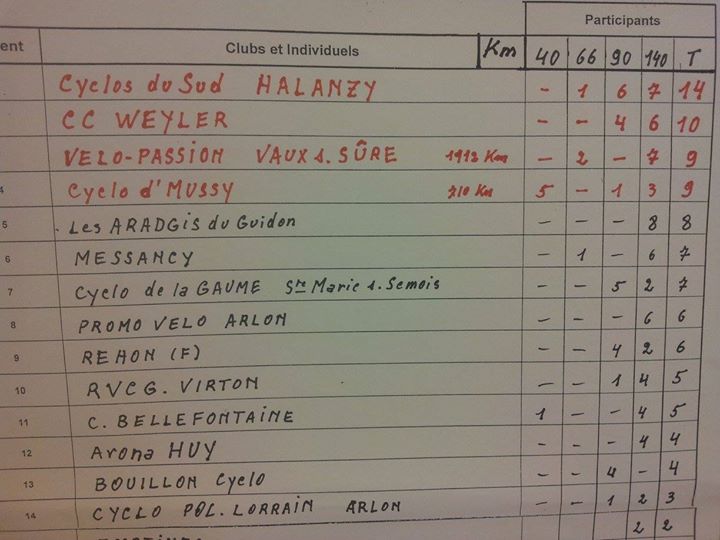 Participants
ent Clubs et Individuels Km 40 66 90 140 T
Cyclos du Sud HALANZY - 1 6 7 14
CC WEYLER - - 4 6 10
VELO-PASSION VAUX s. SÛRE 1912 Km - 2 - 7 9
4 Cyclo d'MUSSY 710 Km 5 - 1 3 9
5 Les ARADGIS du Guidon - - - 8 8
6 MESSANCY - 1 - 6 7
7 Cyclo de la GAUME Ste Marie s. Semois - - 5 2 7
8 PROMO VELO ARLON - - - 6 6
9 REHON (F) - - 4 2 6
10 RVCG. VIRTON - - 1 4 5
11 C. BELLEFONTAINE 1 - - 4 5
12 Arona HUY - - - 4 4
13 BOUILLON Cyclo - - 4 - 4
14 CYCLO POL. LORRAIN ARLON - - 1 2 3
2 2